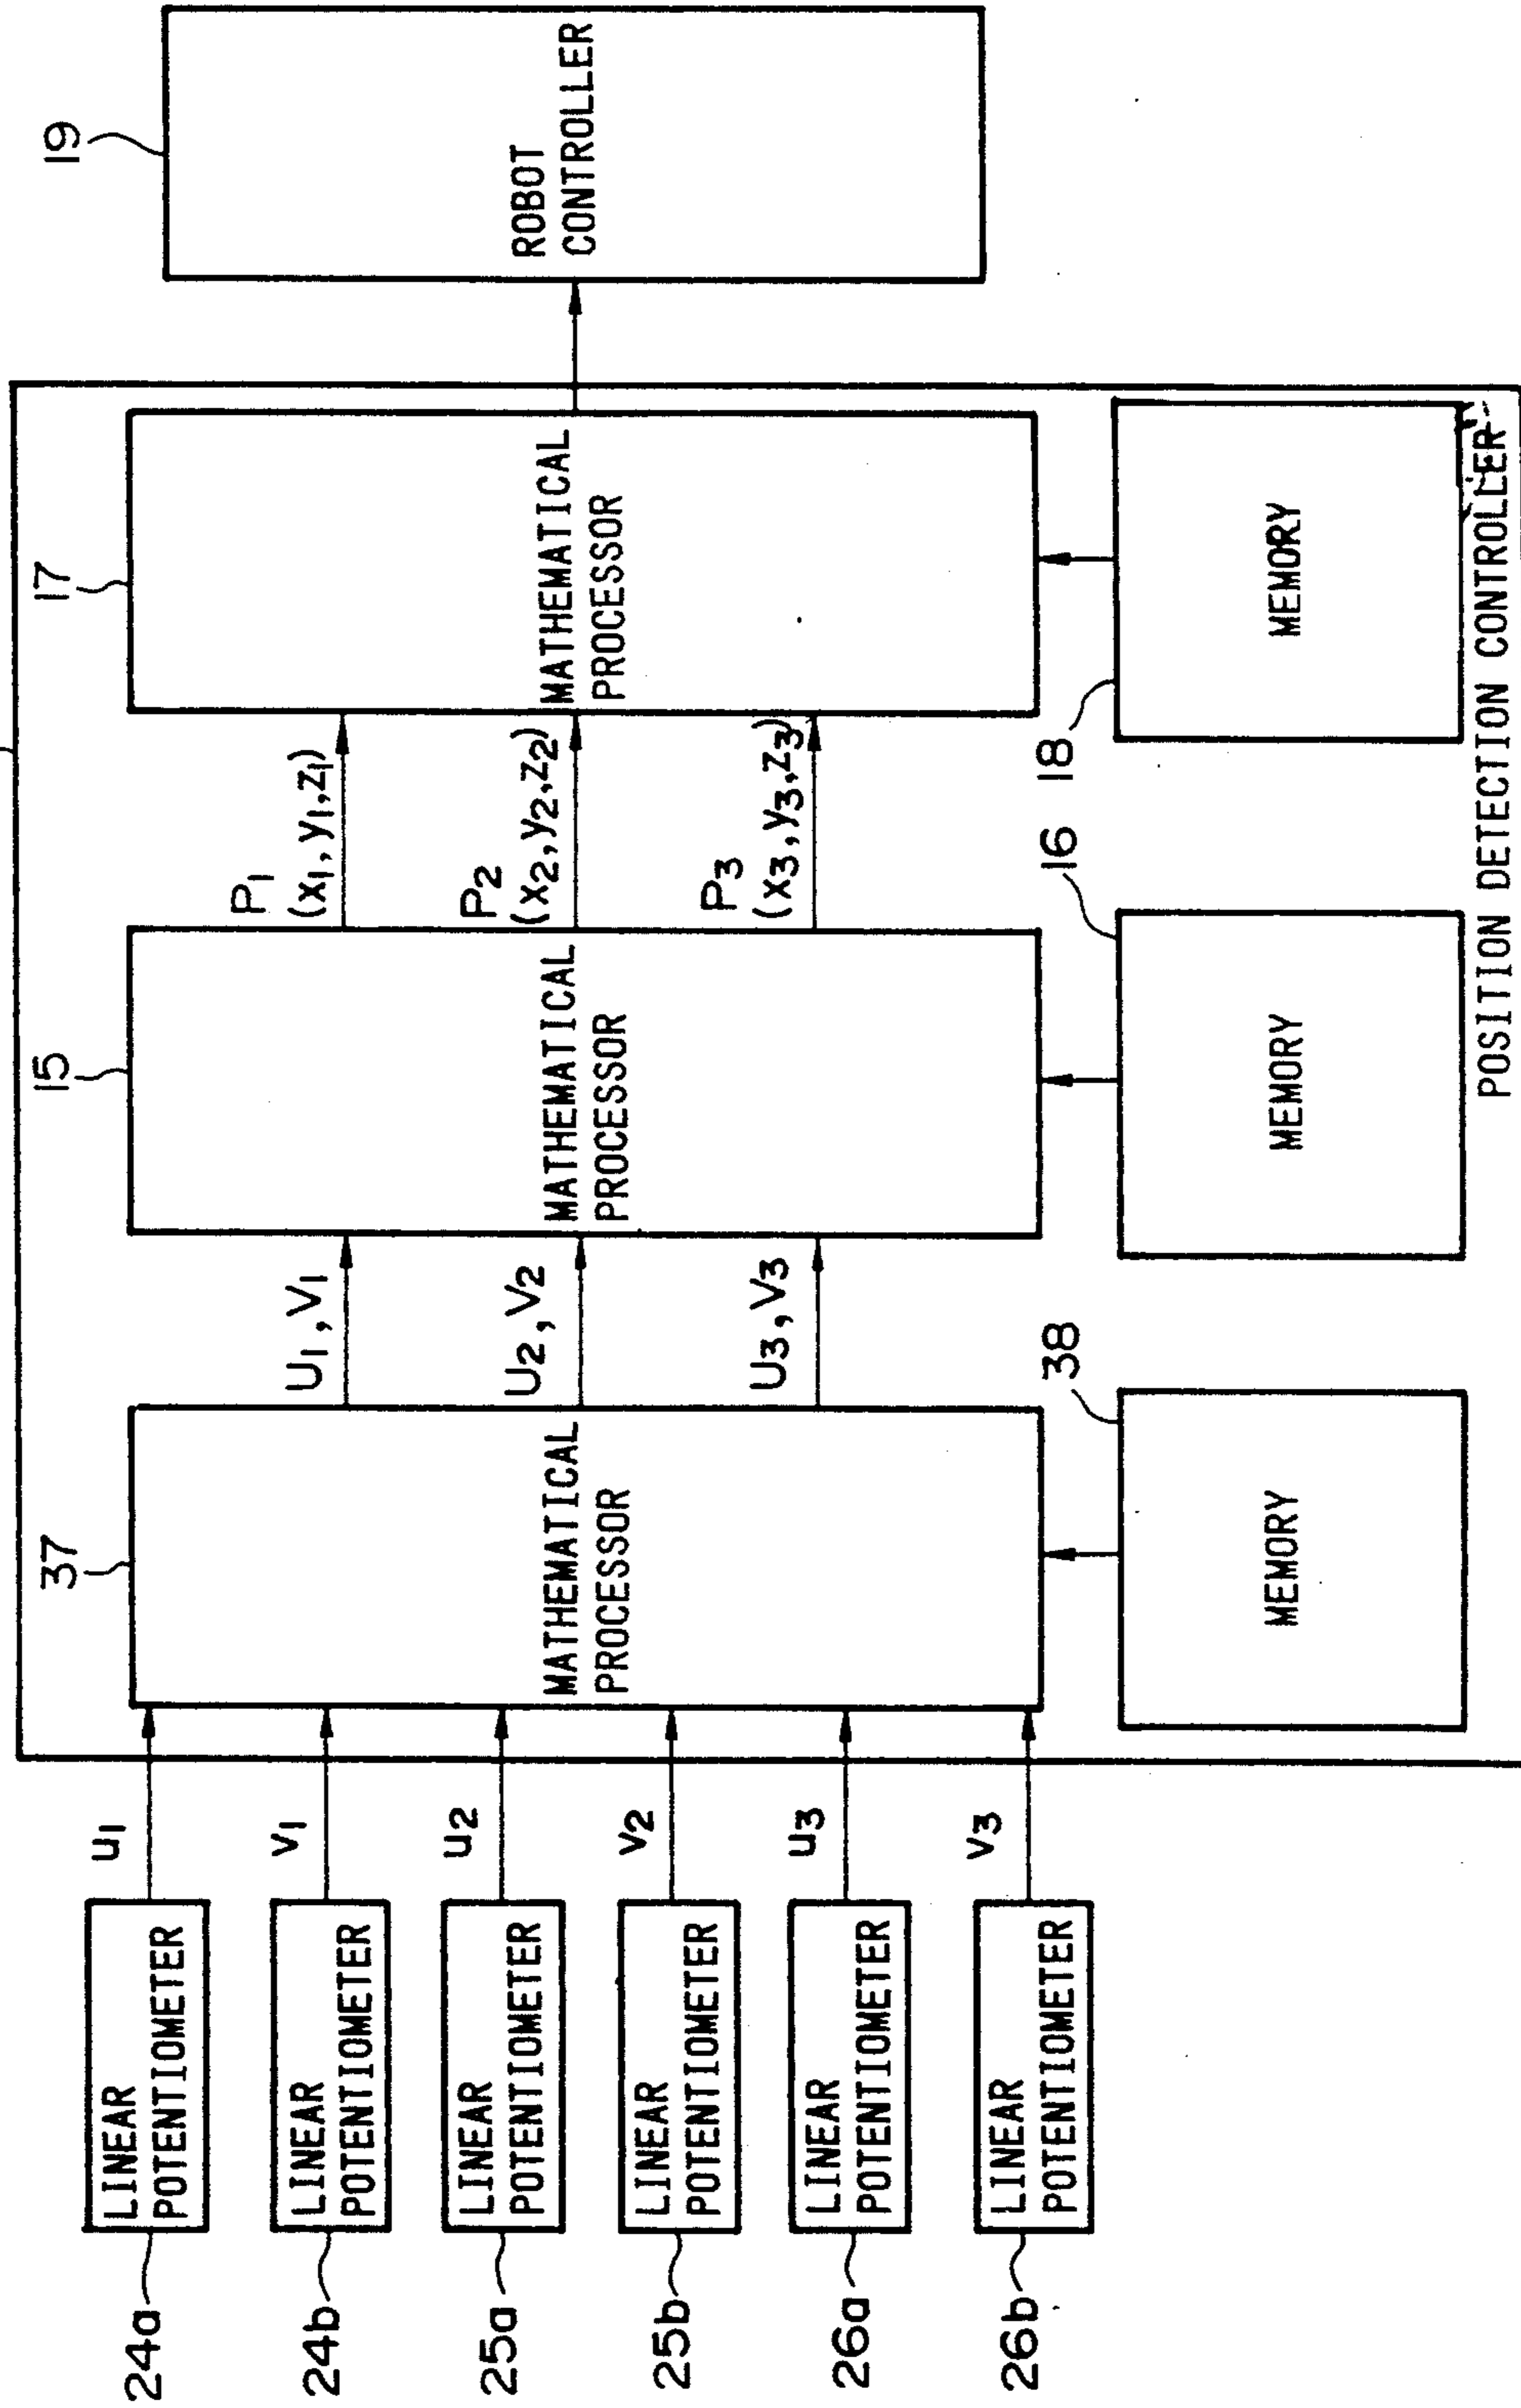 24a
LINEAR
POTENTIOMETER
u1
24b
LINEAR
POTENTIOMETER
v1
25a
LINEAR
POTENTIOMETER
u2
25b
LINEAR
POTENTIOMETER
v2
26a
LINEAR
POTENTIOMETER
u3
26b
LINEAR
POTENTIOMETER
v3
37
MATHEMATICAL
PROCESSOR
38
MEMORY
U1, V1
U2, V2
U3, V3
15
MATHEMATICAL
PROCESSOR
16
MEMORY
P1
(x1, y1, z1)
P2
(x2, y2, z2)
P3
(x3, y3, z3)
17
MATHEMATICAL
PROCESSOR
18
MEMORY
POSITION DETECTION CONTROLLER
19
ROBOT
CONTROLLER